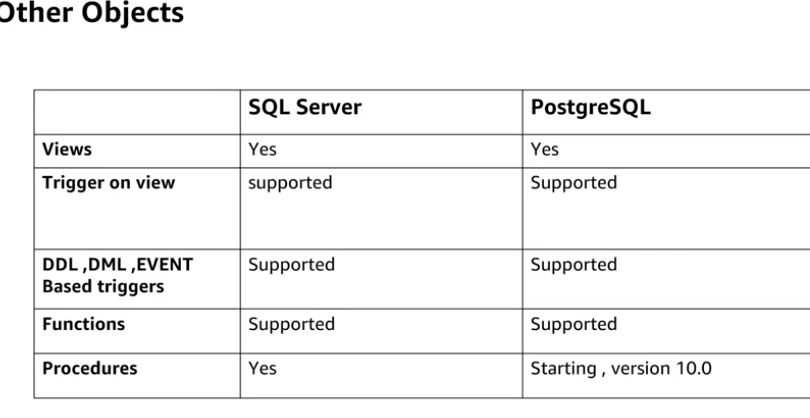 Other Objects
SQL Server PostgreSQL
Views Yes Yes
Trigger on view supported Supported
DDL ,DML ,EVENT Supported Supported
Based triggers
Functions Supported Supported
Procedures Yes Starting , version 10.0